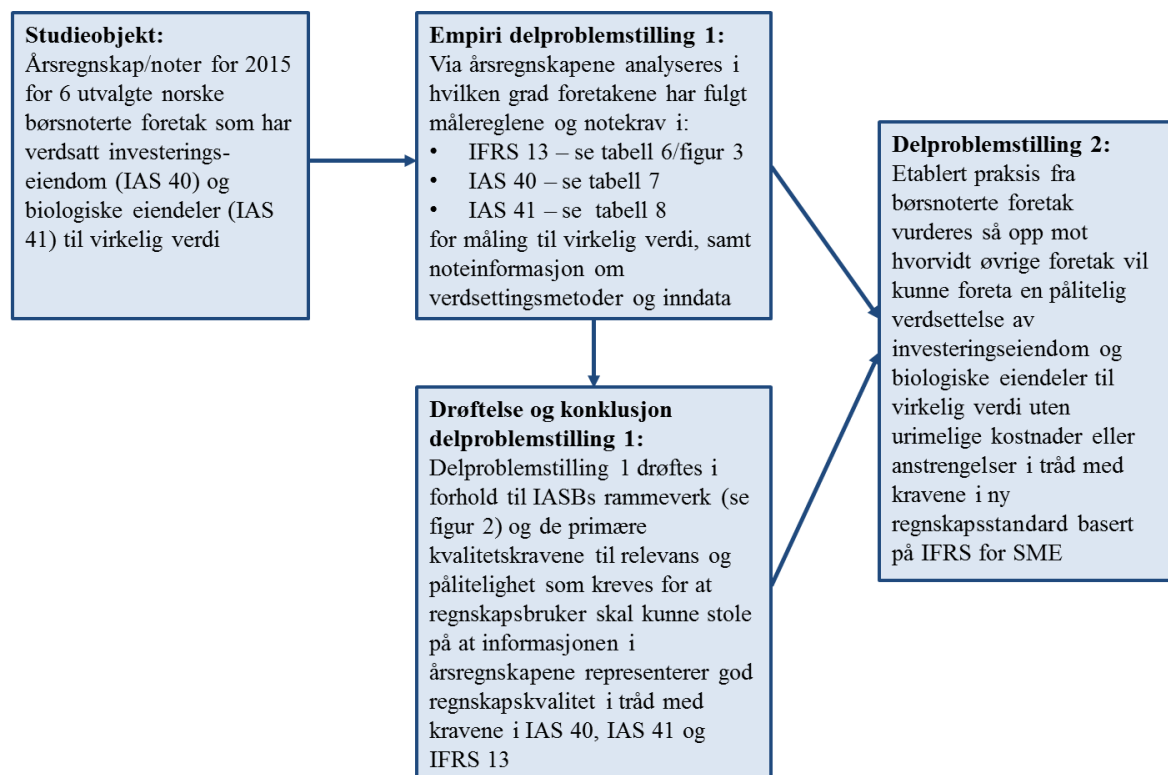 Studieobjekt:
Årsregnskap/noter for 2015
for 6 utvalgte norske
børsnoterte foretak som har
verdsatt investerings-
eiendom (IAS 40) og
biologiske eiendeler (IAS
41) til virkelig verdi
Empiri delproblemstilling 1:
Via årsregnskapene analyseres i
hvilken grad foretakene har fulgt
målereglene og notekrav i:
• IFRS 13 – se tabell 6/figur 3
• IAS 40 – se tabell 7
• IAS 41 – se tabell 8
for måling til virkelig verdi, samt
noteinformasjon om
verdsettingsmetoder og inndata
Drøftelse og konklusjon
delproblemstilling 1:
Delproblemstilling 1 drøftes i
forhold til IASBs rammeverk (se
figur 2) og de primære
kvalitetskravene til relevans og
pålitelighet som kreves for at
regnskapsbruker skal kunne stole
på at informasjonen i
årsregnskapene representerer god
regnskapskvalitet i tråd med
kravene i IAS 40, IAS 41 og
IFRS 13
Delproblemstilling 2:
Etablert praksis fra
børsnoterte foretak
vurderes så opp mot
hvorvidt øvrige foretak vil
kunne foreta en pålitelig
verdsettelse av
investeringseiendom og
biologiske eiendeler til
virkelig verdi uten
urimelige kostnader eller
anstrengelser i tråd med
kravene i ny
regnskapsstandard basert
på IFRS for SME